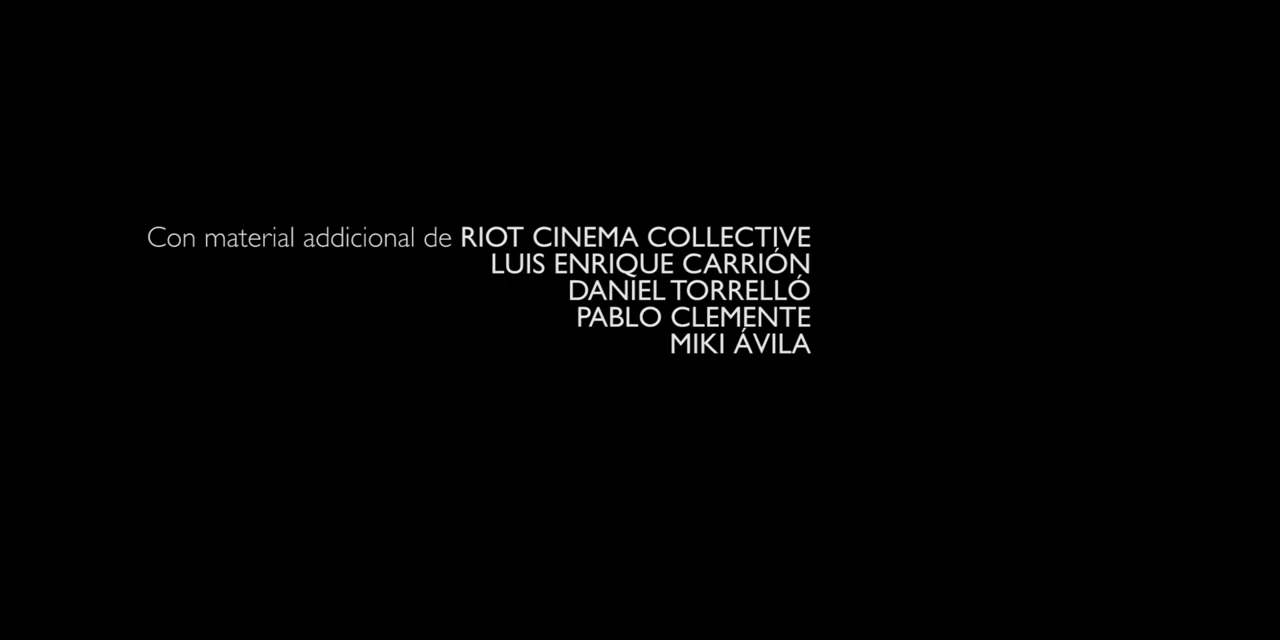 Con material addicional de RIOT CINEMA COLLECTIVE
LUIS ENRIQUE CARRIÓN
DANIEL TORRELLÓ
PABLO CLEMENTE
MIKI ÁVILA